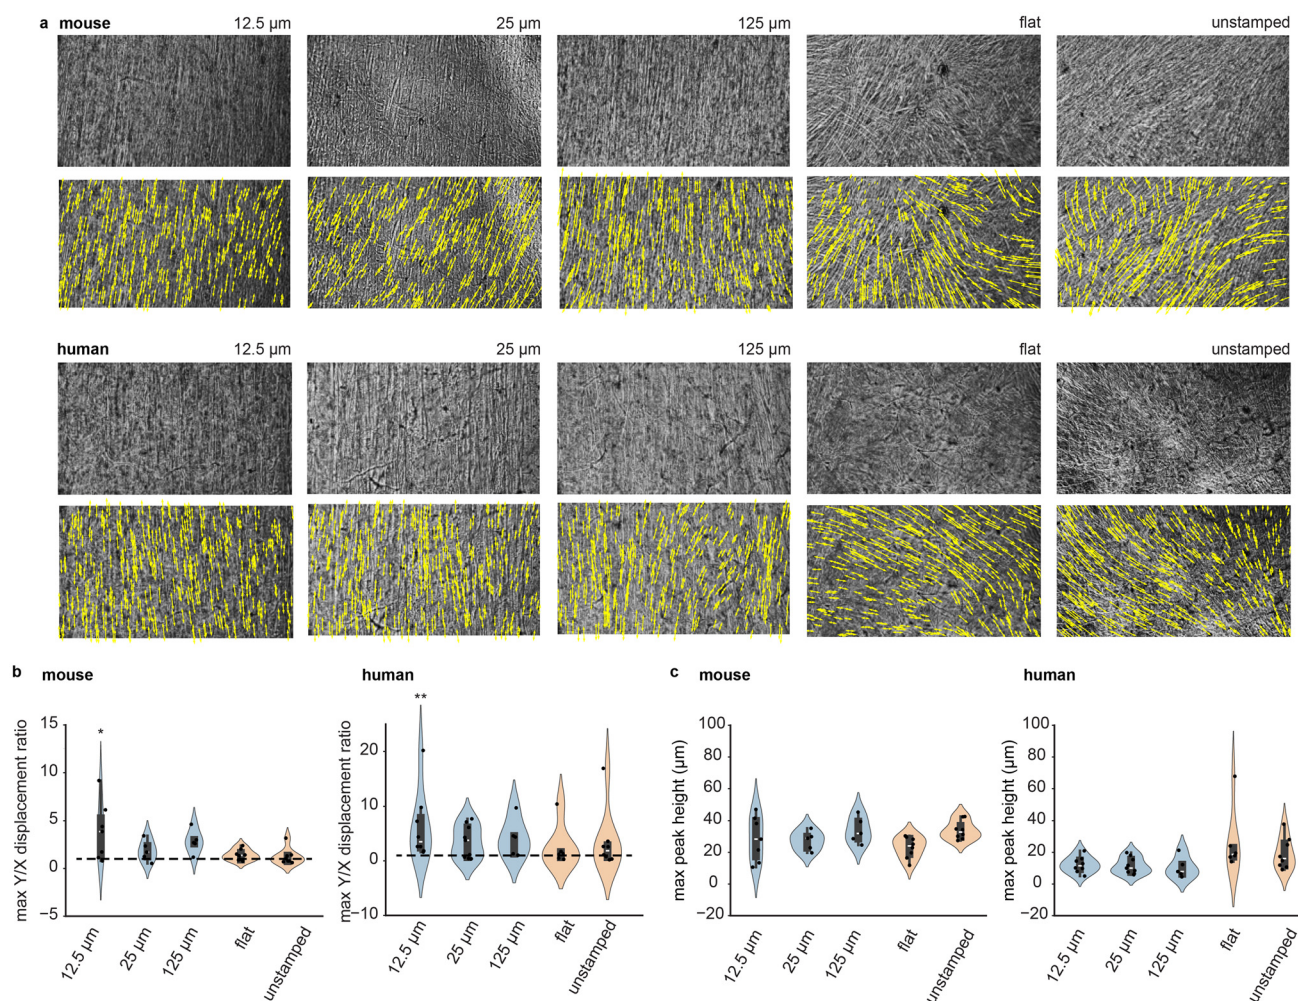 a mouse 12.5 µm 25 µm 125 µm flat unstamped
human 12.5 µm 25 µm 125 µm flat unstamped
b mouse human c mouse human
max Y/X displacement ratio
15
10
5
0
−5
*
12.5 µm 25 µm 125 µm flat unstamped
max Y/X displacement ratio
20
10
0
−10
**
12.5 µm 25 µm 125 µm flat unstamped
max peak height (µm)
100
80
60
40
20
0
−20
12.5 µm 25 µm 125 µm flat unstamped
max peak height (µm)
100
80
60
40
20
0
−20
12.5 µm 25 µm 125 µm flat unstamped